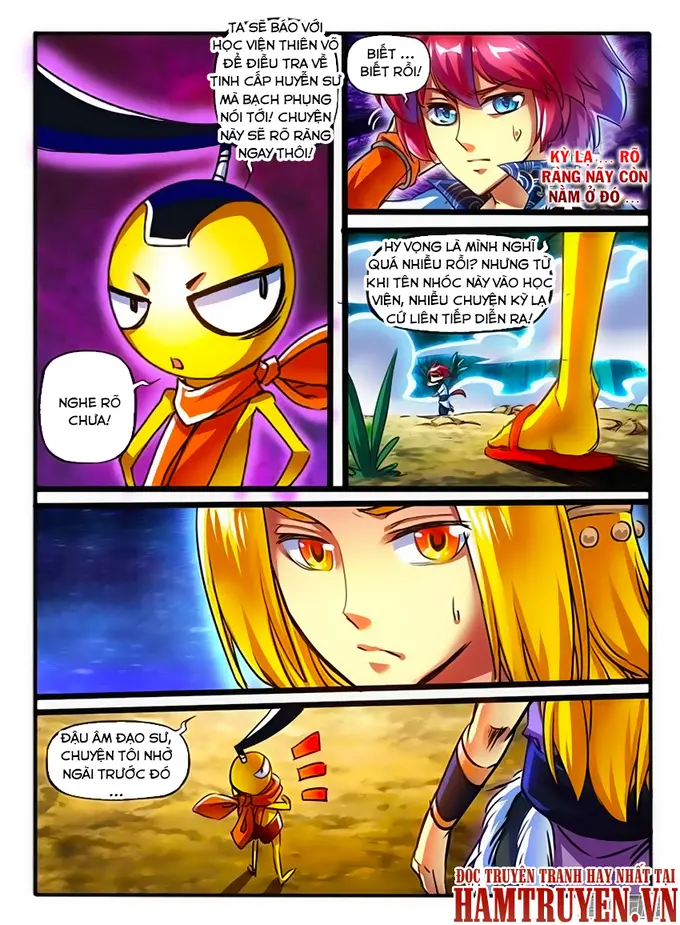 TA SẼ BÁO VỚI
HỌC VIỆN THIÊN VÕ
ĐỂ ĐIỀU TRA VỀ
TINH CẤP HUYỄN SƯ
MÀ BẠCH PHỤNG
NÓI TỚI! CHUYỆN
NÀY SẼ RÕ RÀNG
NGAY THÔI!
NGHE RÕ
CHƯA!
BIẾT ...
BIẾT RỒI!
KỲ LẠ ... RÕ
RÀNG NÃY CÒN
NẰM Ở ĐÓ ...
HY VỌNG LÀ MÌNH NGHĨ
QUÁ NHIỀU RỒI? NHƯNG TỪ
KHI TÊN NHÓC NÀY VÀO HỌC
VIỆN, NHIỀU CHUYỆN KỲ LẠ
CỨ LIÊN TIẾP DIỄN RA!
ĐẬU ÂM ĐẠO SƯ,
CHUYỆN TÔI NHỜ
NGÀI TRƯỚC ĐÓ
...
ĐỌC TRUYỆN TRANH HAY NHẤT TẠI
HAMTRUYEN.VN